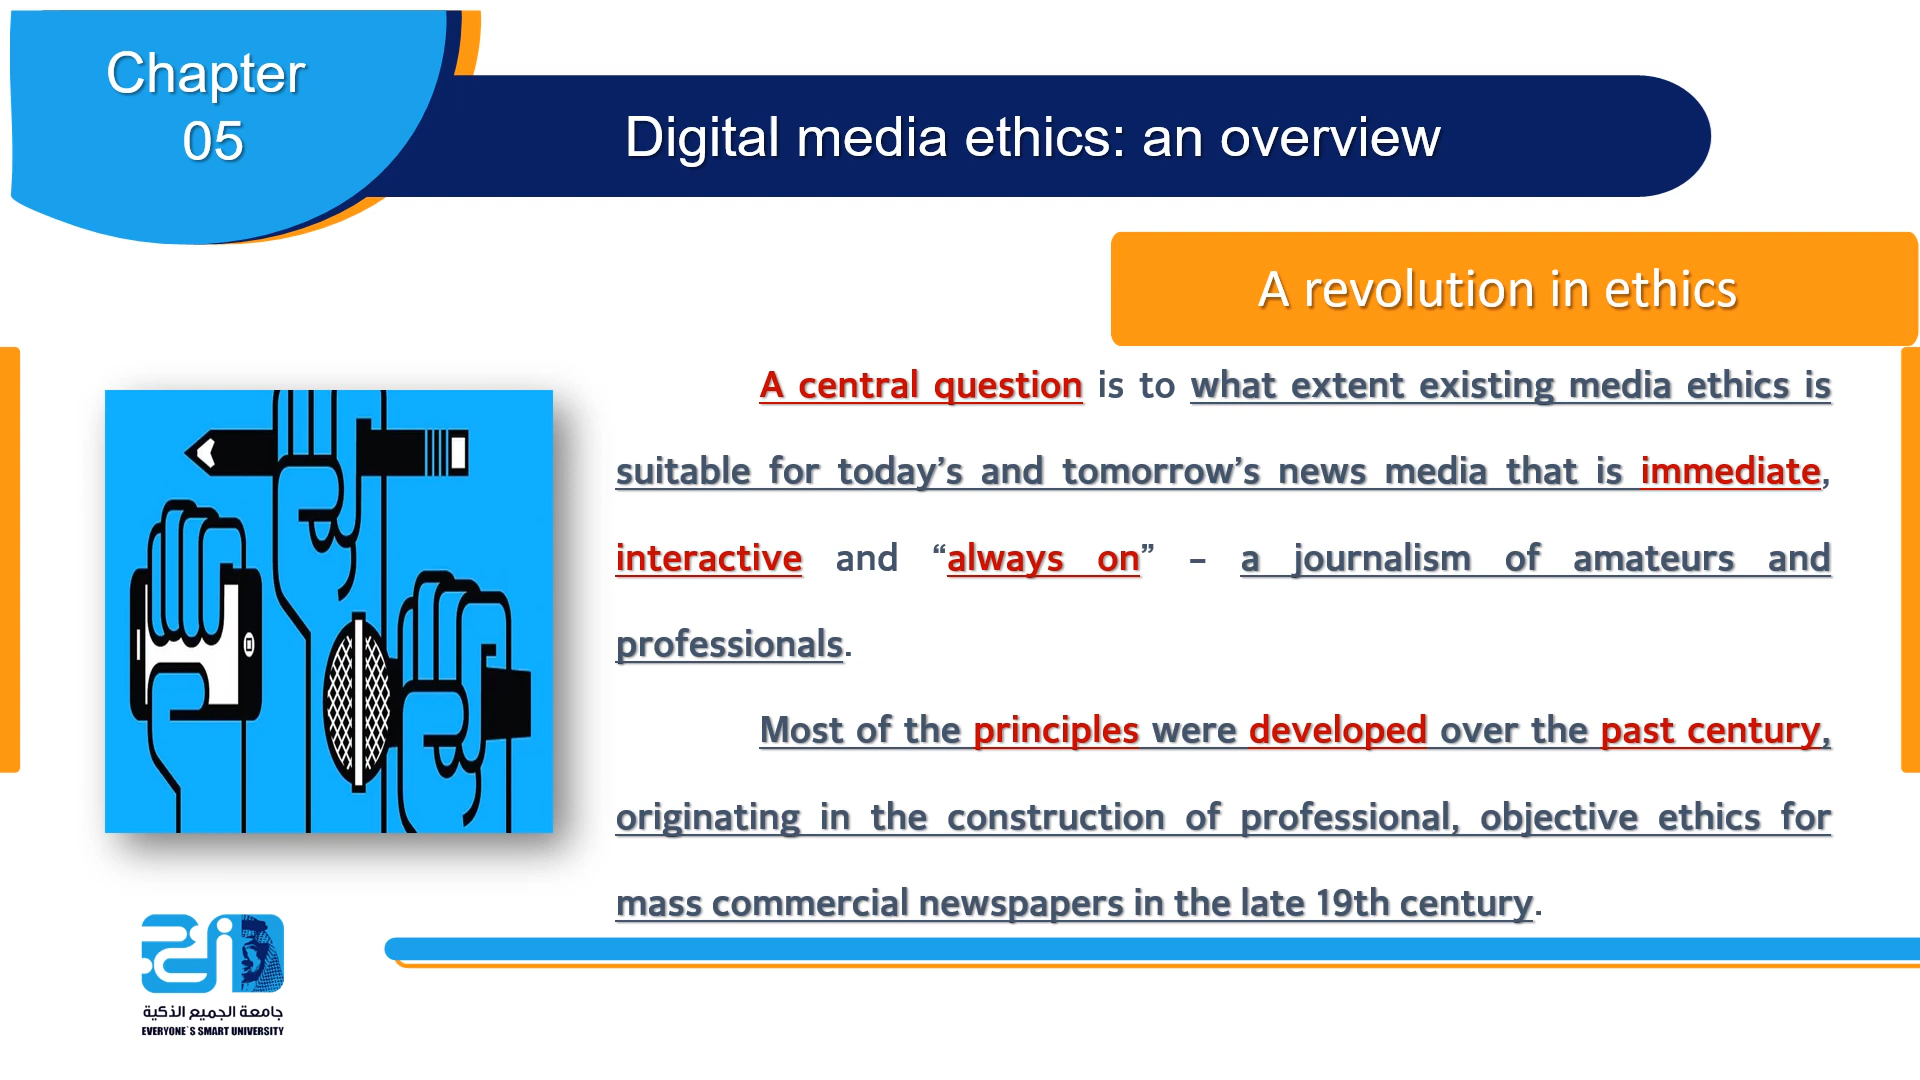 Chapter
05
Digital media ethics: an overview
A revolution in ethics
A central question is to what extent existing media ethics is
suitable for today’s and tomorrow’s news media that is immediate,
interactive and “always on” – a journalism of amateurs and
professionals.
Most of the principles were developed over the past century,
originating in the construction of professional, objective ethics for
mass commercial newspapers in the late 19th century.
جامعة الجميع الذكية
EVERYONE`S SMART UNIVERSITY